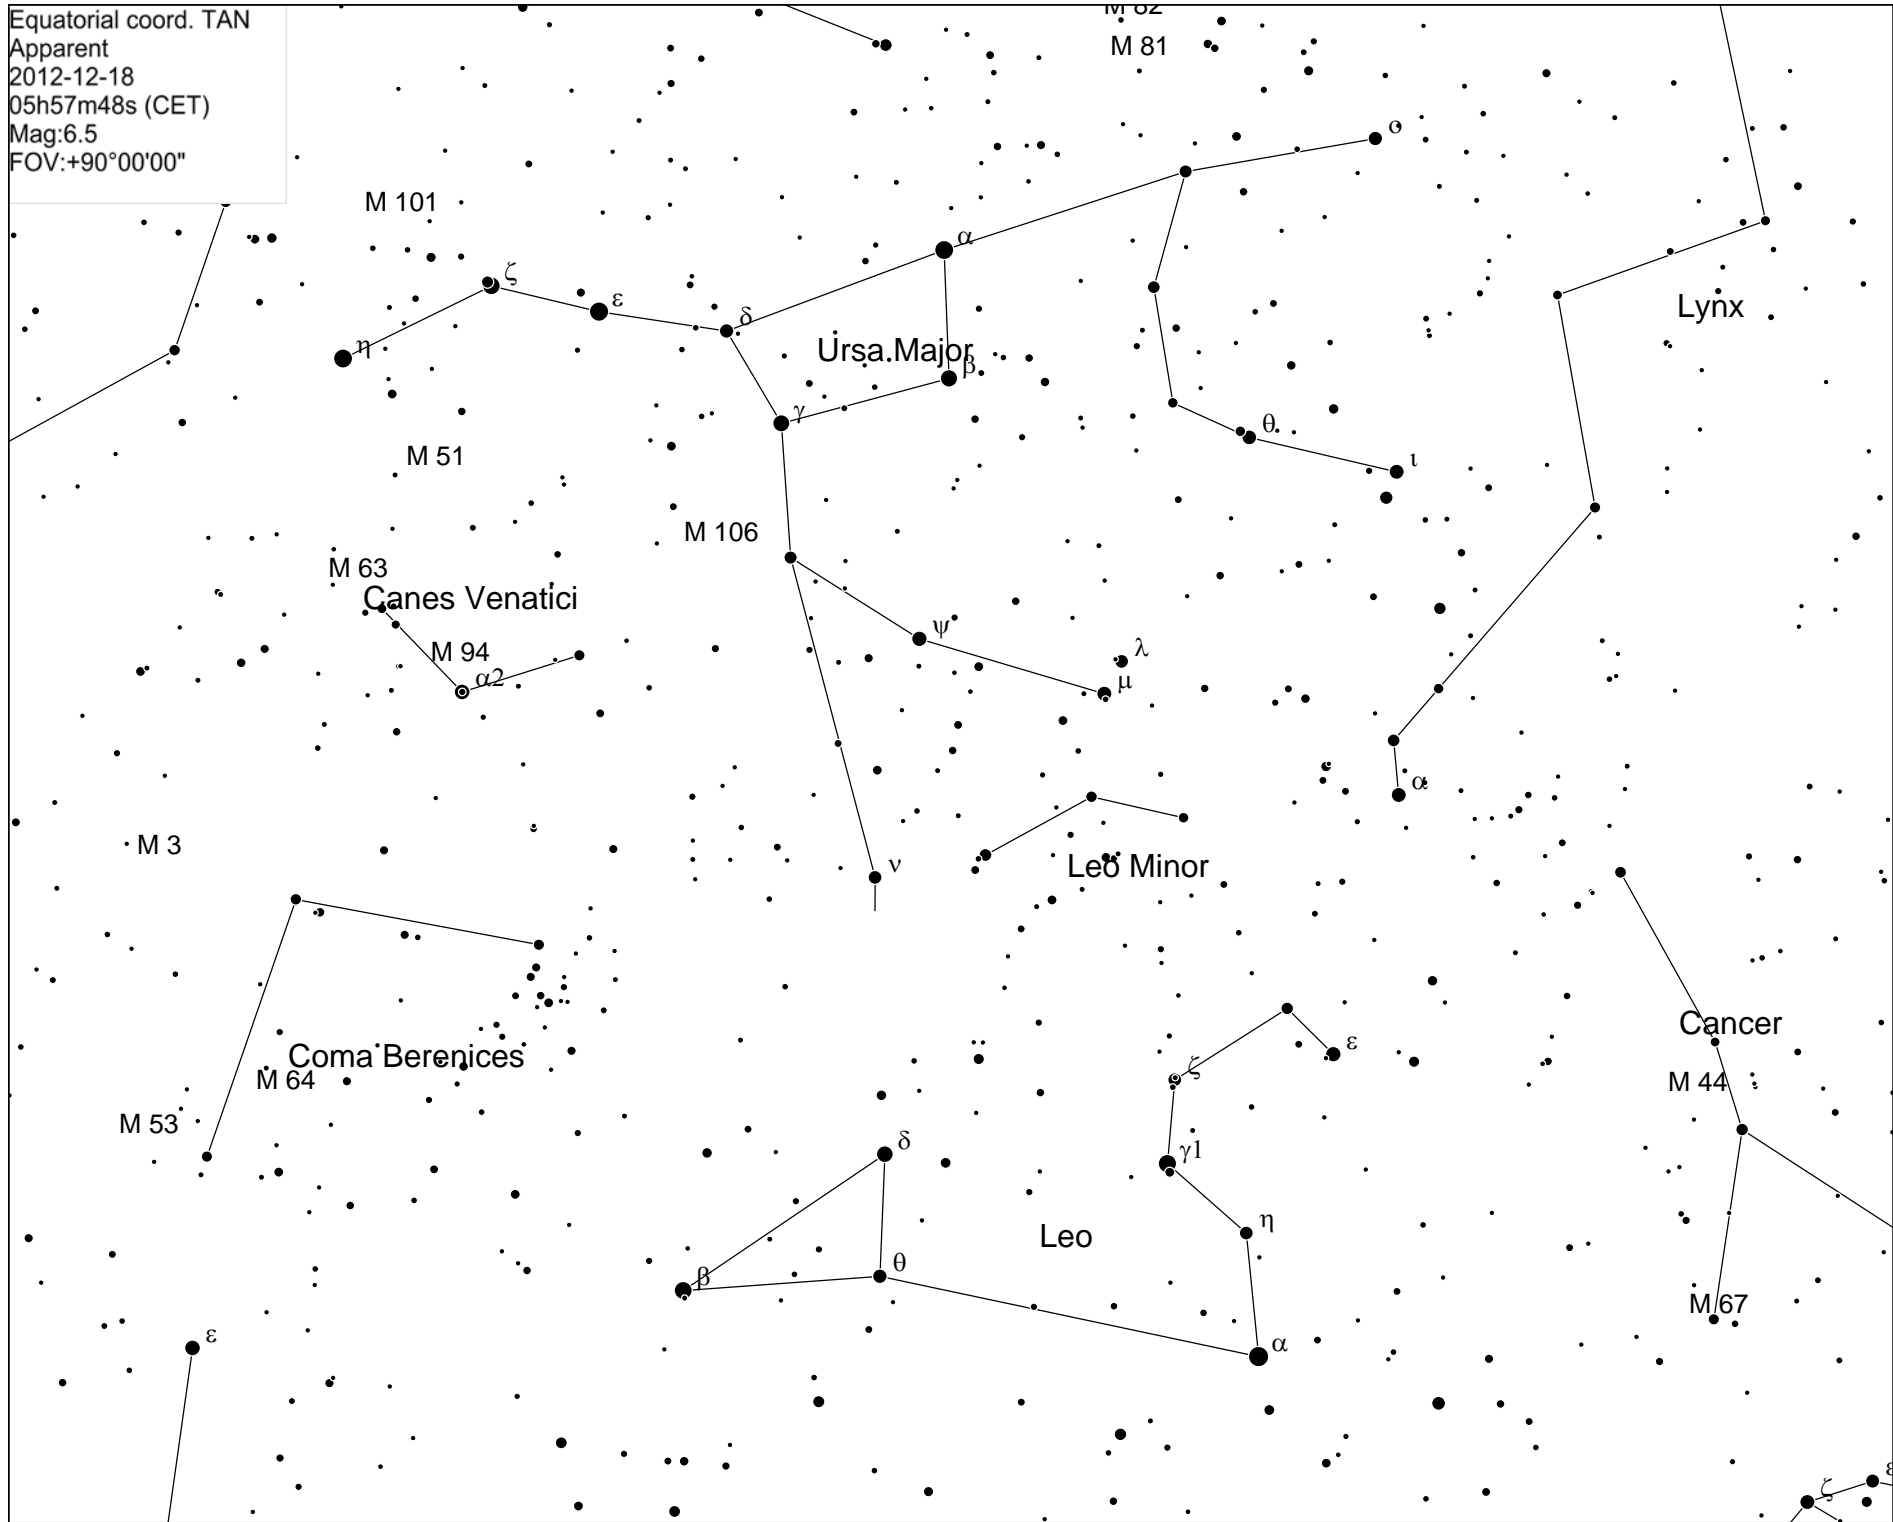 Equatorial coord. TAN
Apparent
2012-12-18
05h57m48s (CET)
Mag:6.5
FOV:+90°00'00"
M 82
M 81
ο
M 101
α
ζ
ε
δ
Ursa Major
β
η
γ
θ
ι
Lynx
M 51
M 106
M 63
Canes Venatici
M 94
α2
ψ
λ
μ
α
M 3
ν
Leo Minor
Coma Berenices
M 64
M 53
ε
ζ
Cancer
M 44
δ
γ1
η
Leo
β
θ
M 67
ε
α
ζ
ε